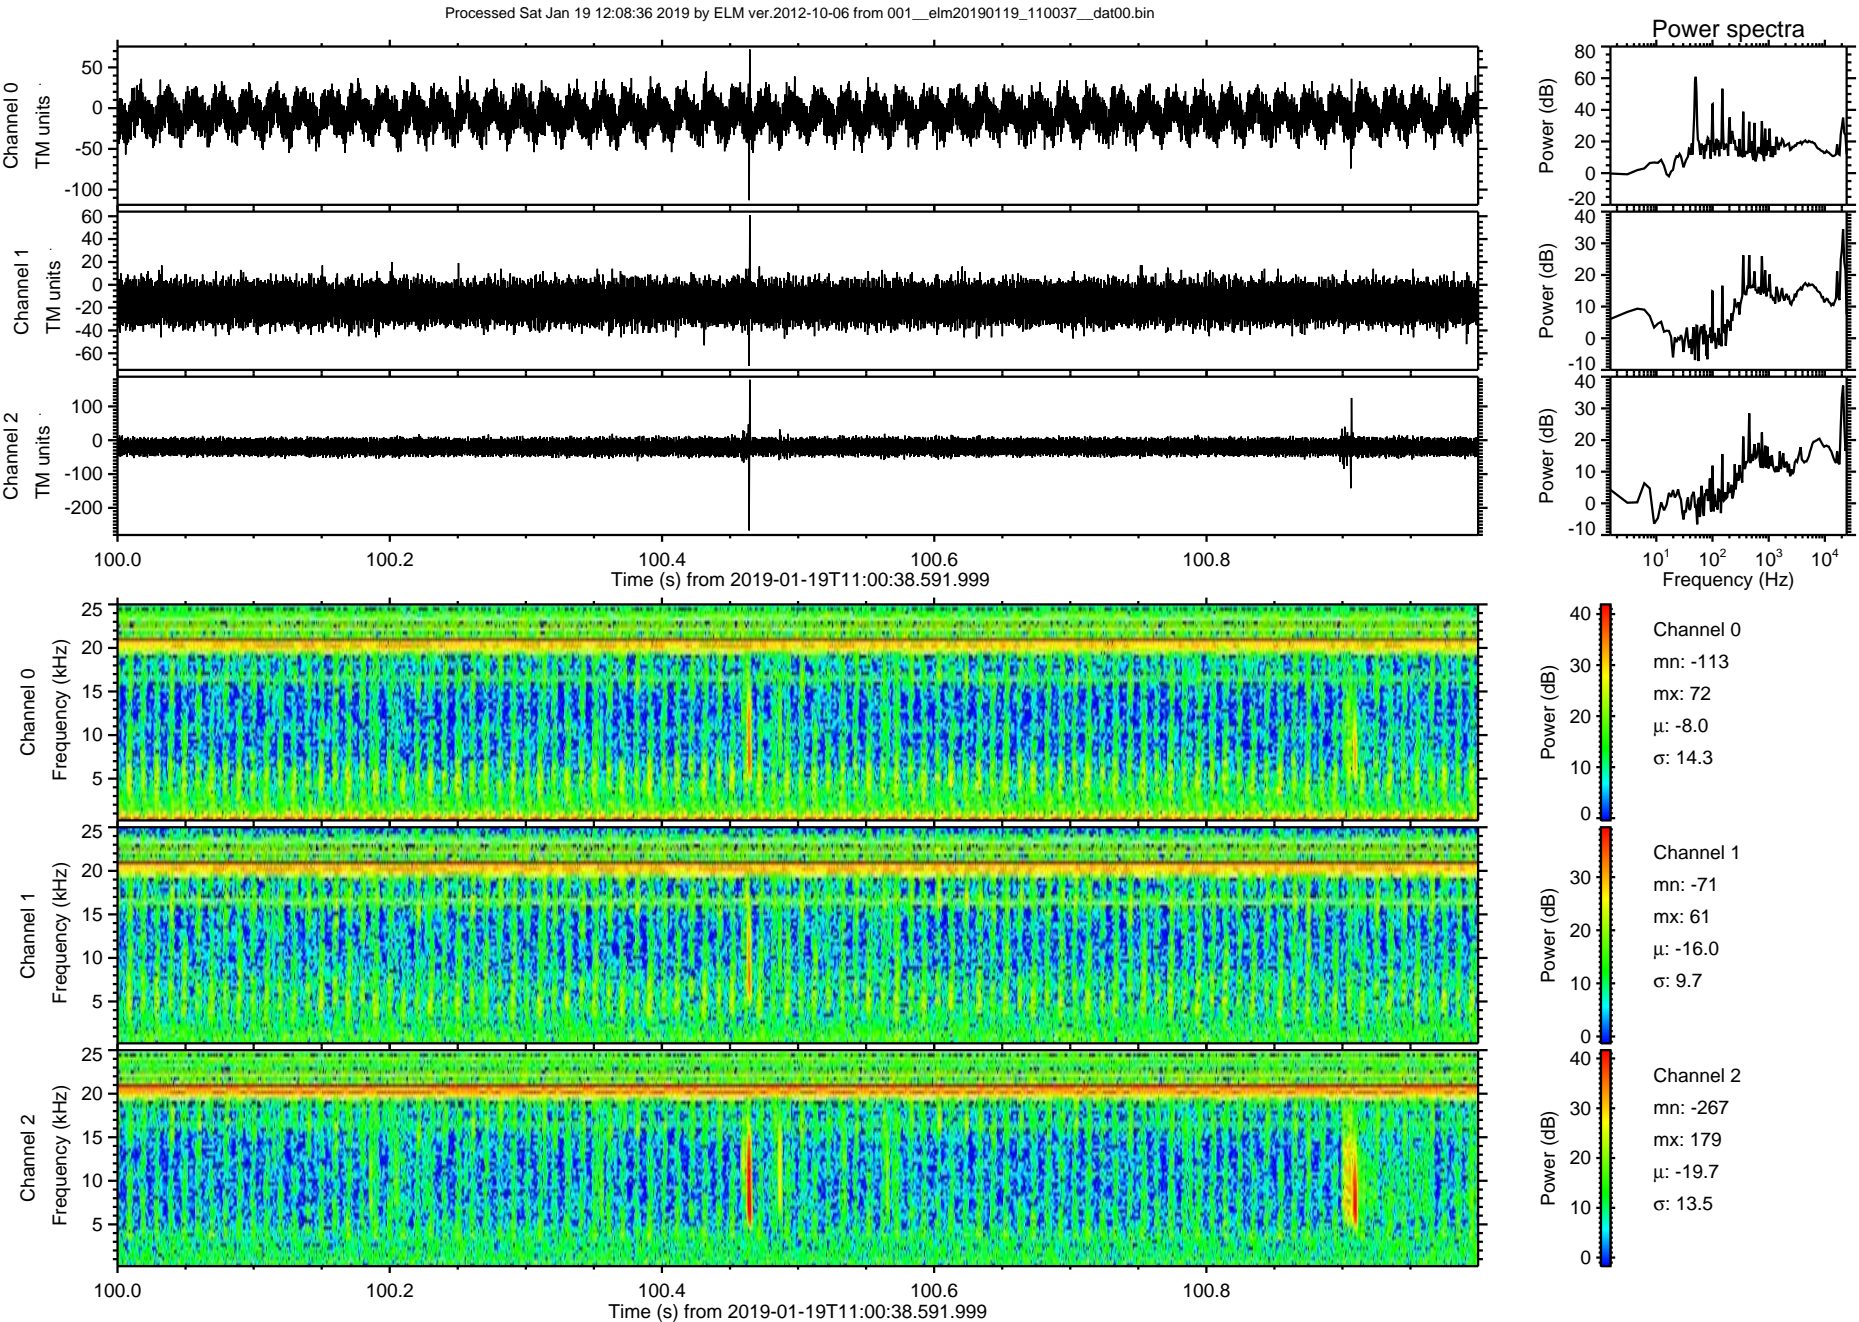 Processed Sat Jan 19 12:08:36 2019 by ELM ver.2012-10-06 from 001__elm20190119_110037__dat00.bin
Power spectra
Channel 0
TM units
50
0
-50
-100
Power (dB)
80
60
40
20
0
-20
Channel 1
TM units
60
40
20
0
-20
-40
-60
Power (dB)
40
30
20
10
0
-10
Channel 2
TM units
100
0
-100
-200
Power (dB)
40
30
20
10
0
-10
100.0 100.2 100.4 100.6 100.8
Time (s) from 2019-01-19T11:00:38.591.999
10¹ 10² 10³ 10⁴
Frequency (Hz)
Channel 0
Frequency (kHz)
25
20
15
10
5
Power (dB)
40
30
20
10
0
Channel 0
mn: -113
mx: 72
μ: -8.0
σ: 14.3
Channel 1
Frequency (kHz)
25
20
15
10
5
Power (dB)
30
20
10
0
Channel 1
mn: -71
mx: 61
μ: -16.0
σ: 9.7
Channel 2
Frequency (kHz)
25
20
15
10
5
Power (dB)
40
30
20
10
0
Channel 2
mn: -267
mx: 179
μ: -19.7
σ: 13.5
100.0 100.2 100.4 100.6 100.8
Time (s) from 2019-01-19T11:00:38.591.999